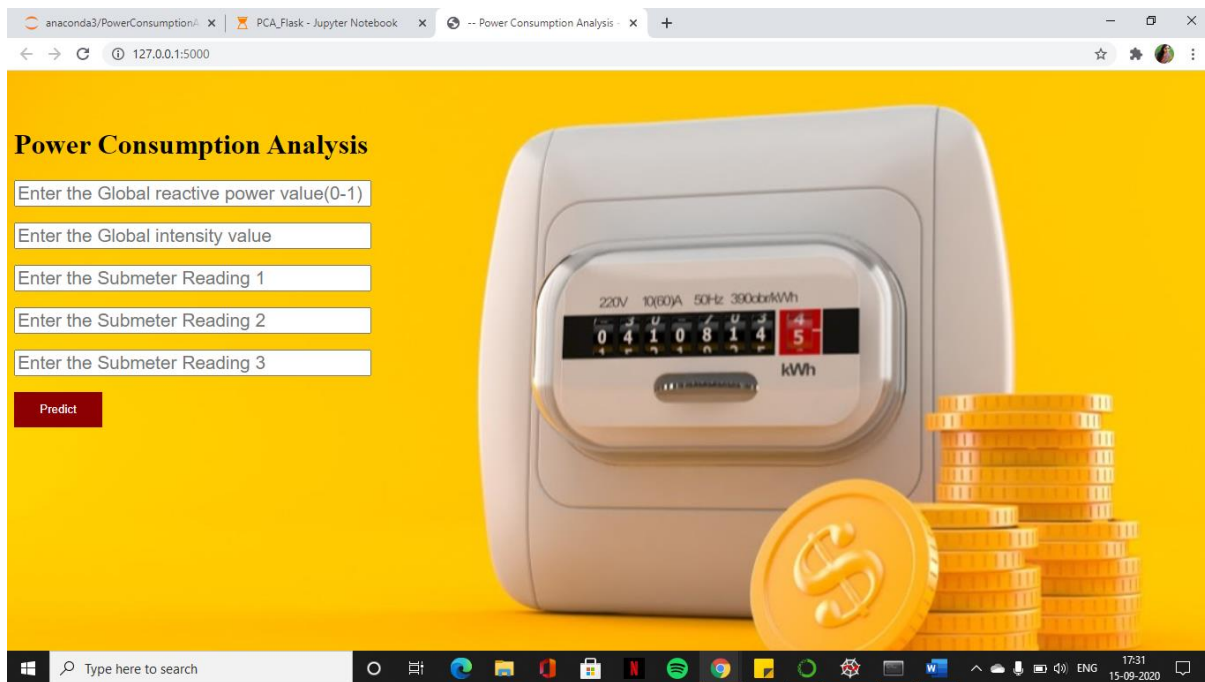 anaconda3/PowerConsumptionA
PCA_Flask - Jupyter Notebook
-- Power Consumption Analysis -
127.0.0.1:5000
Power Consumption Analysis
Enter the Global reactive power value(0-1)
Enter the Global intensity value
Enter the Submeter Reading 1
Enter the Submeter Reading 2
Enter the Submeter Reading 3
Predict
220V 10(60)A 50Hz 390obr/kWh
0 4 1 0 8 1 4 5
kWh
$
Type here to search
N
W
ENG
17:31
15-09-2020